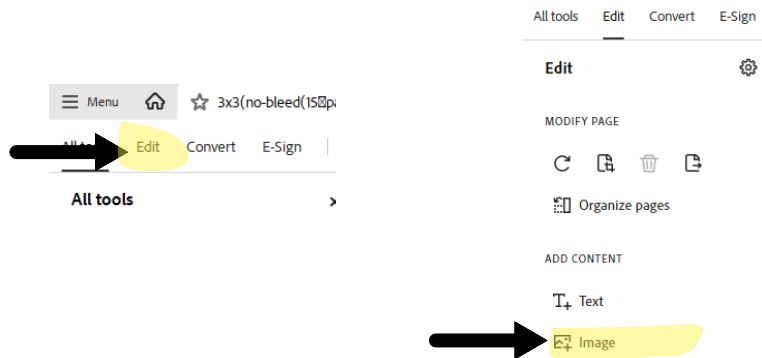 Menu
3x3(no-bleed(15
Edit Convert E-Sign
All tools
All tools Edit Convert E-Sign
Edit
MODIFY PAGE
Organize pages
ADD CONTENT
Text
Image